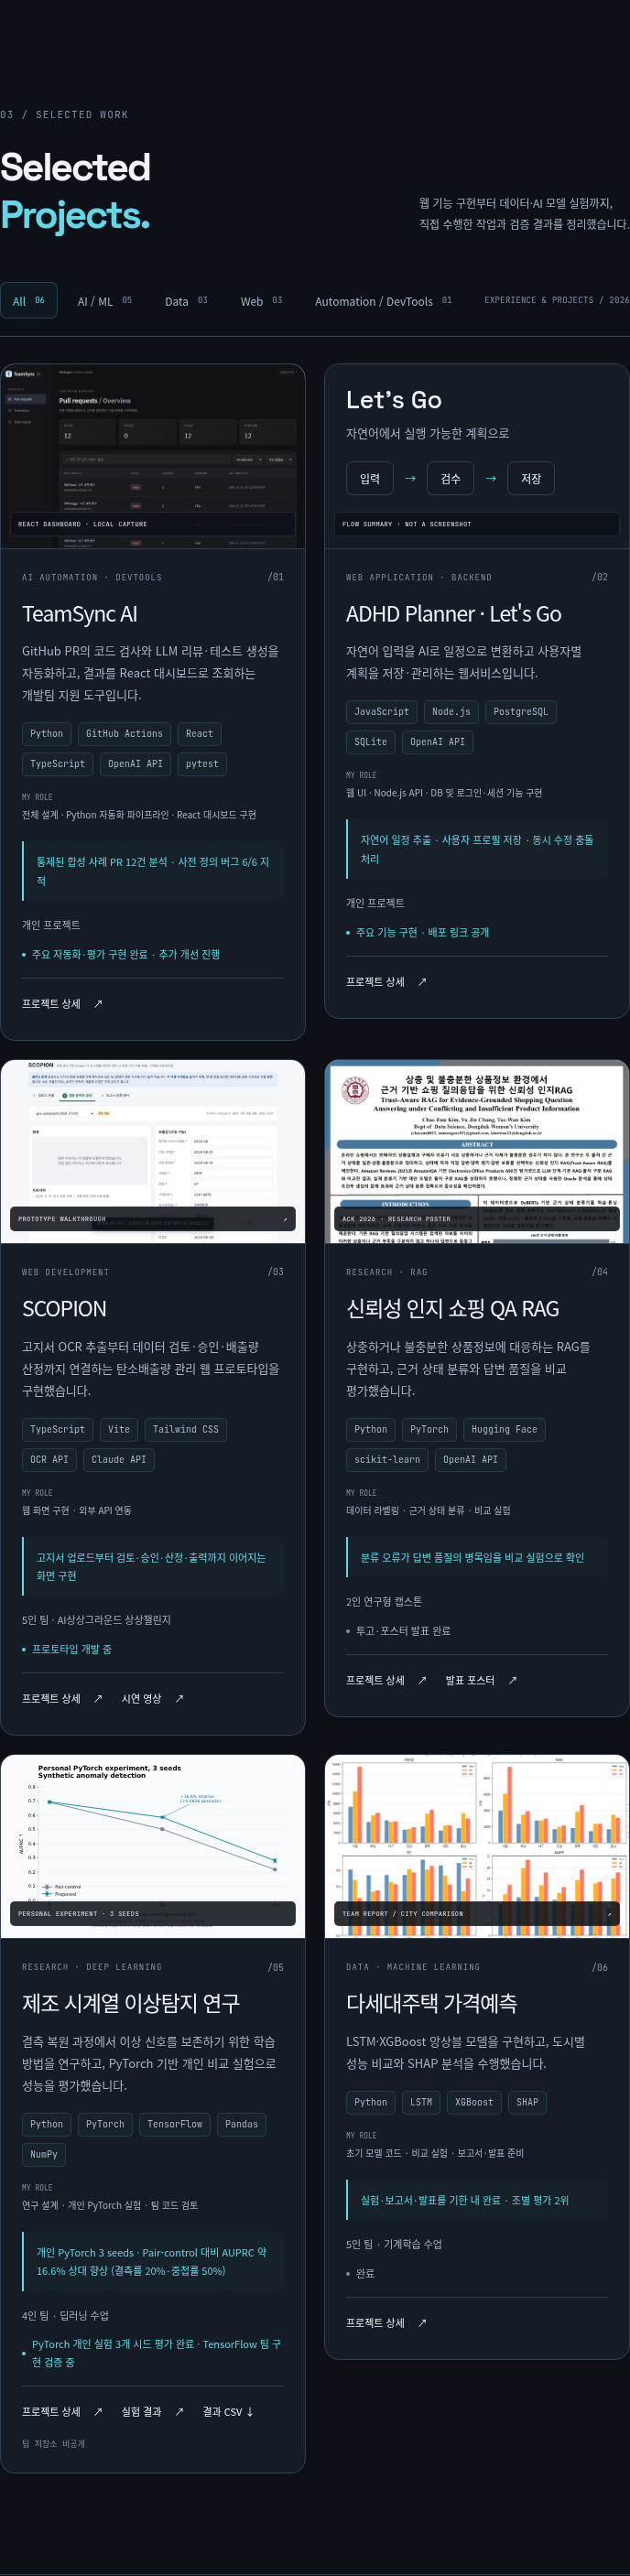 03 / SELECTED WORK
Selected
Projects.
웹 기능 구현부터 데이터·AI 모델 실험까지,
직접 수행한 작업과 검증 결과를 정리했습니다.
All 06
AI / ML 05
Data 03
Web 03
Automation / DevTools 01
EXPERIENCE & PROJECTS / 2026
TeamSync
Pull requests / Overview
12
0
12
12
REACT DASHBOARD · LOCAL CAPTURE
AI AUTOMATION · DEVTOOLS /01
TeamSync AI
GitHub PR의 코드 검사와 LLM 리뷰·테스트 생성을
자동화하고, 결과를 React 대시보드로 조회하는
개발팀 지원 도구입니다.
Python GitHub Actions React
TypeScript OpenAI API pytest
MY ROLE
전체 설계 · Python 자동화 파이프라인 · React 대시보드 구현
통제된 합성 사례 PR 12건 분석 · 사전 정의 버그 6/6 지
적
개인 프로젝트
주요 자동화·평가 구현 완료 · 추가 개선 진행
프로젝트 상세 ↗
Let's Go
자연어에서 실행 가능한 계획으로
입력 → 검수 → 저장
FLOW SUMMARY · NOT A SCREENSHOT
WEB APPLICATION · BACKEND /02
ADHD Planner · Let's Go
자연어 입력을 AI로 일정으로 변환하고 사용자별
계획을 저장·관리하는 웹서비스입니다.
JavaScript Node.js PostgreSQL
SQLite OpenAI API
MY ROLE
웹 UI · Node.js API · DB 및 로그인·세션 기능 구현
자연어 일정 추출 · 사용자 프로필 저장 · 동시 수정 충돌
처리
개인 프로젝트
주요 기능 구현 · 배포 링크 공개
프로젝트 상세 ↗
SCOPION
PROTOTYPE WALKTHROUGH ↗
WEB DEVELOPMENT /03
SCOPION
고지서 OCR 추출부터 데이터 검토·승인·배출량
산정까지 연결하는 탄소배출량 관리 웹 프로토타입을
구현했습니다.
TypeScript Vite Tailwind CSS
OCR API Claude API
MY ROLE
웹 화면 구현 · 외부 API 연동
고지서 업로드부터 검토·승인·산정·출력까지 이어지는
화면 구현
5인 팀 · AI상상그라운드 상상챌린지
프로토타입 개발 중
프로젝트 상세 ↗ 시연 영상 ↗
상충 및 불충분한 상품정보 환경에서
근거 기반 쇼핑 질의응답을 위한 신뢰성 인지RAG
Trust-Aware RAG for Evidence-Grounded Shopping Question
Answering under Conflicting and Insufficient Product Information
ABSTRACT
INTRODUCTION
ACK 2026 · RESEARCH POSTER
RESEARCH · RAG /04
신뢰성 인지 쇼핑 QA RAG
상충하거나 불충분한 상품정보에 대응하는 RAG를
구현하고, 근거 상태 분류와 답변 품질을 비교
평가했습니다.
Python PyTorch Hugging Face
scikit-learn OpenAI API
MY ROLE
데이터 라벨링 · 근거 상태 분류 · 비교 실험
분류 오류가 답변 품질의 병목임을 비교 실험으로 확인
2인 연구형 캡스톤
투고·포스터 발표 완료
프로젝트 상세 ↗ 발표 포스터 ↗
Personal PyTorch experiment, 3 seeds
Synthetic anomaly detection
AUPRC ↑
0.8
0.7
0.6
0.5
0.4
0.3
0.2
0.1
0.0
Pair-control
Proposed
PERSONAL EXPERIMENT · 3 SEEDS
RESEARCH · DEEP LEARNING /05
제조 시계열 이상탐지 연구
결측 복원 과정에서 이상 신호를 보존하기 위한 학습
방법을 연구하고, PyTorch 기반 개인 비교 실험으로
성능을 평가했습니다.
Python PyTorch TensorFlow Pandas
NumPy
MY ROLE
연구 설계 · 개인 PyTorch 실험 · 팀 코드 검토
개인 PyTorch 3 seeds · Pair-control 대비 AUPRC 약
16.6% 상대 향상 (결측률 20%·중첩률 50%)
4인 팀 · 딥러닝 수업
PyTorch 개인 실험 3개 시드 평가 완료 · TensorFlow 팀 구
현 검증 중
프로젝트 상세 ↗ 실험 결과 ↗ 결과 CSV ↓
팀 저장소 비공개
TEAM REPORT / CITY COMPARISON ↗
DATA · MACHINE LEARNING /06
다세대주택 가격예측
LSTM·XGBoost 앙상블 모델을 구현하고, 도시별
성능 비교와 SHAP 분석을 수행했습니다.
Python LSTM XGBoost SHAP
MY ROLE
초기 모델 코드 · 비교 실험 · 보고서·발표 준비
실험·보고서·발표를 기한 내 완료 · 조별 평가 2위
5인 팀 · 기계학습 수업
완료
프로젝트 상세 ↗